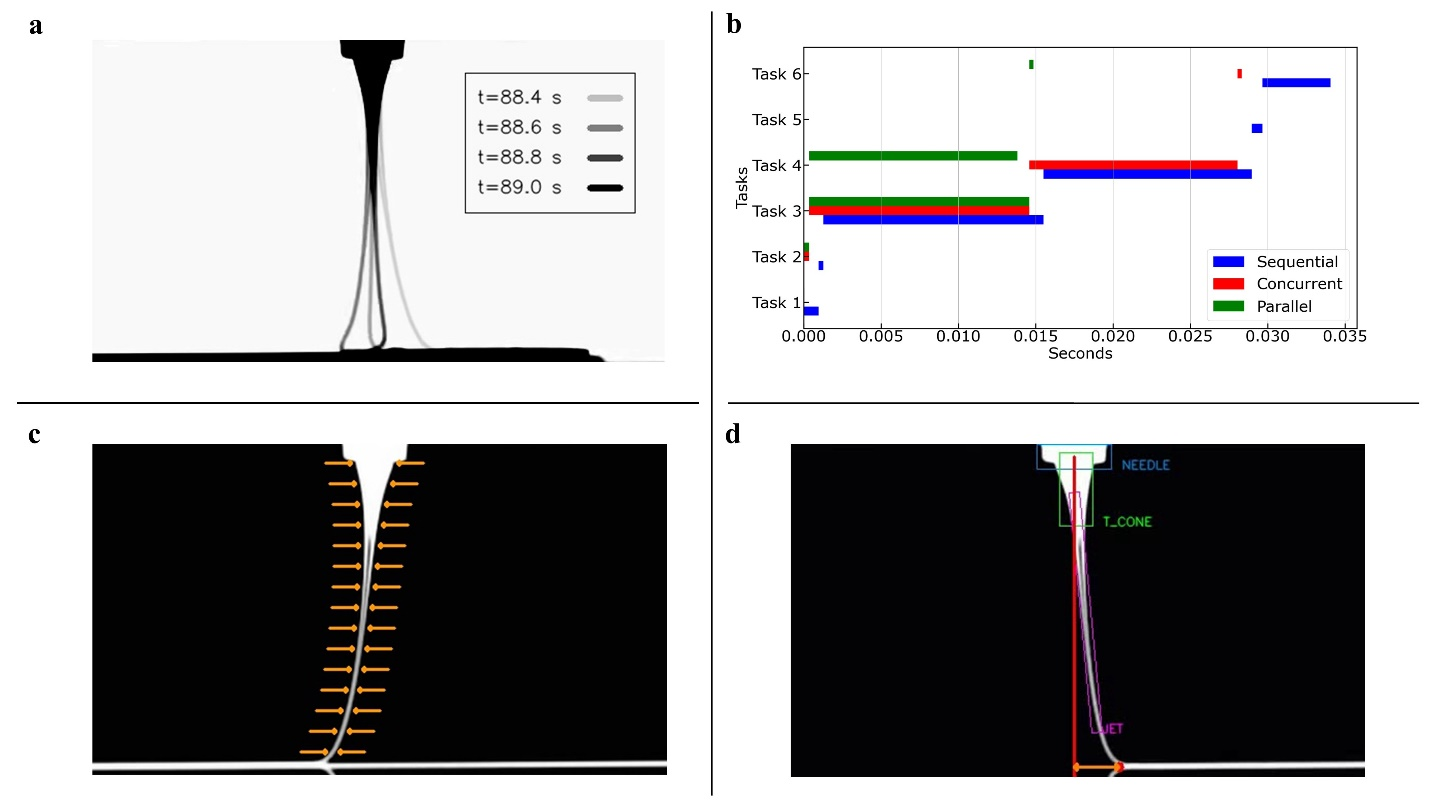 a
t=88.4 s
t=88.6 s
t=88.8 s
t=89.0 s
b
Tasks
Task 6
Task 5
Task 4
Task 3
Task 2
Task 1
Sequential
Concurrent
Parallel
0.000 0.005 0.010 0.015 0.020 0.025 0.030 0.035
Seconds
c
d
NEEDLE
T_CONE
JET